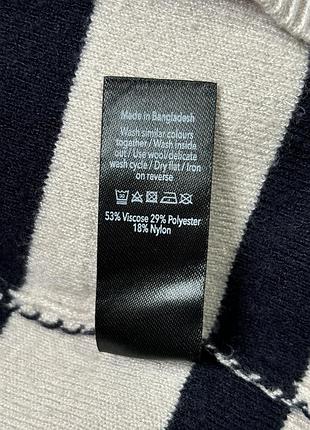 Made in Bangladesh
Wash similar colours
together / Wash inside
out / Use wool/delicate
wash cycle / Dry flat / Iron
on reverse
53% Viscose 29% Polyester
18% Nylon